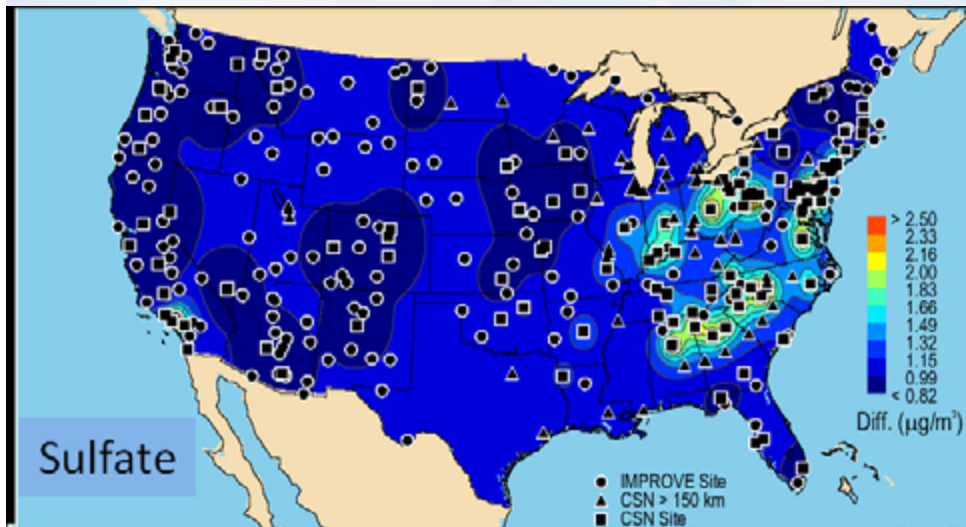 > 2.50
2.33
2.16
2.00
1.83
1.66
1.49
1.32
1.15
0.99
< 0.82
Diff. (µg/m³)
Sulfate
IMPROVE Site
CSN > 150 km
CSN Site